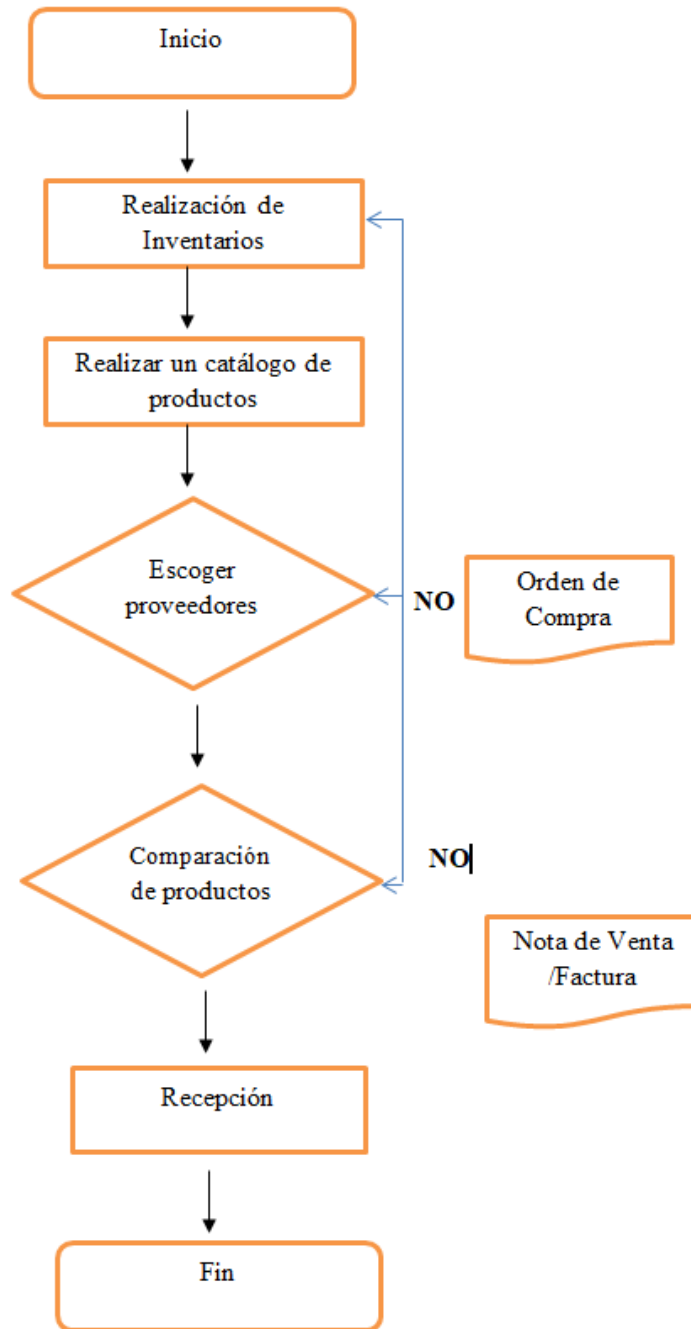 Inicio
Realización de
Inventarios
Realizar un catálogo de
productos
Escoger
proveedores
NO
Orden de
Compra
Comparación
de productos
NO
Nota de Venta
/Factura
Recepción
Fin